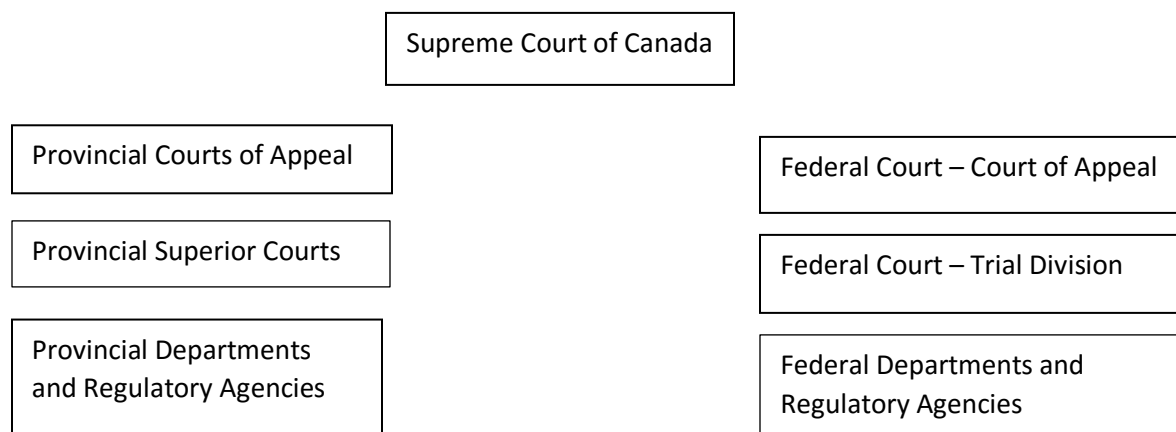 Supreme Court of Canada
Provincial Courts of Appeal
Provincial Superior Courts
Provincial Departments
and Regulatory Agencies
Federal Court – Court of Appeal
Federal Court – Trial Division
Federal Departments and
Regulatory Agencies